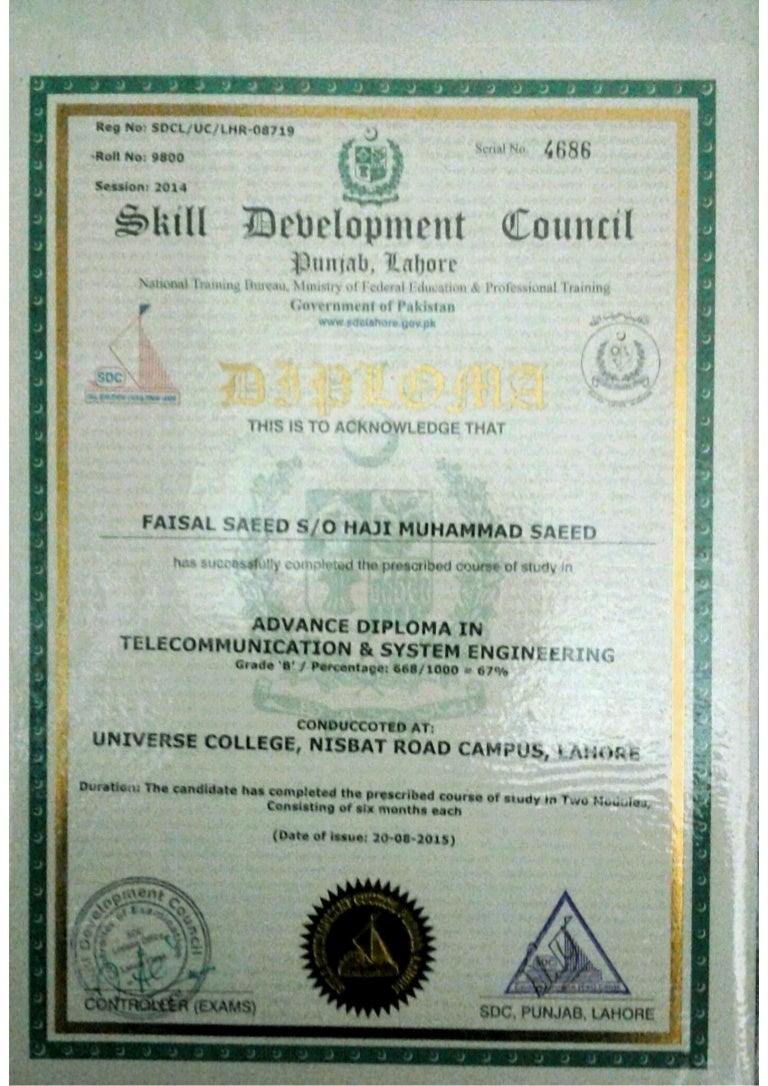 Reg No: SDCL/UC/LHR-08719
Serial No. 4686
Roll No: 9800
Session: 2014
Skill Development Council
Punjab, Lahore
National Training Bureau, Ministry of Federal Education & Professional Training
Government of Pakistan
www.sdclahore.gov.pk
SDC
DIPLOMA
THIS IS TO ACKNOWLEDGE THAT
FAISAL SAEED S/O HAJI MUHAMMAD SAEED
has successfully completed the prescribed course of study in
ADVANCE DIPLOMA IN
TELECOMMUNICATION & SYSTEM ENGINEERING
Grade 'B' / Percentage: 668/1000 = 67%
CONDUCCOTED AT:
UNIVERSE COLLEGE, NISBAT ROAD CAMPUS, LAHORE
Duration: The candidate has completed the prescribed course of study in Two Modules,
Consisting of six months each
(Date of issue: 20-08-2015)
Skill Development Council
Controller of Examination
SDC
SDC
CONTROLLER (EXAMS)
SDC, PUNJAB, LAHORE